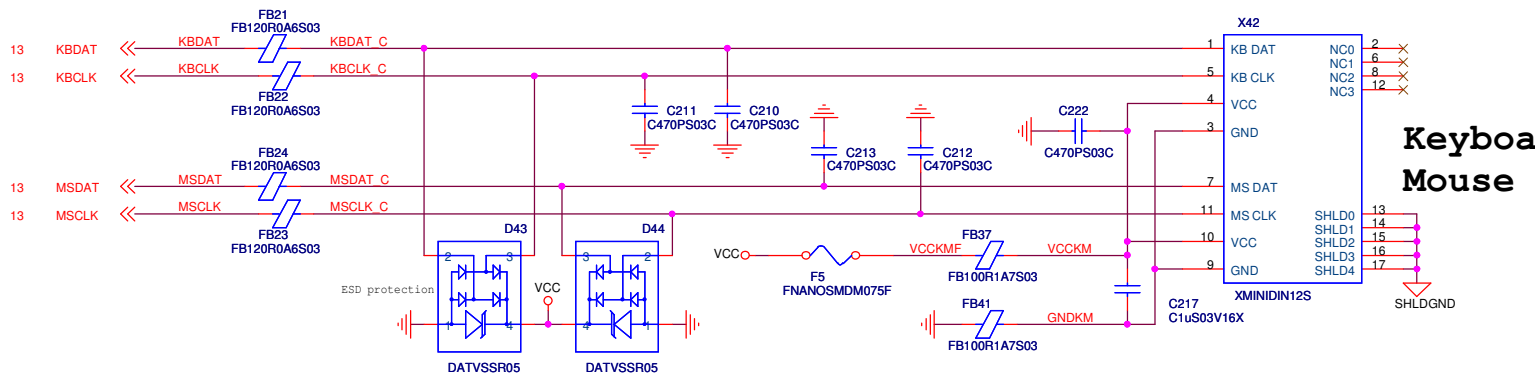 FB21
FB120R0A6S03
13 KBDAT KBDAT KBDAT_C
13 KBCLK KBCLK KBCLK_C
FB22
FB120R0A6S03
X42
1 KB DAT NC0 2
NC1 6
5 KB CLK NC2 8
NC3 12
4 VCC
3 GND
C211
C470PS03C
C210
C470PS03C
C222
C470PS03C
C213
C470PS03C
C212
C470PS03C
Keyboa
Mouse
FB24
FB120R0A6S03
13 MSDAT MSDAT MSDAT_C
13 MSCLK MSCLK MSCLK_C
FB23
FB120R0A6S03
7 MS DAT
11 MS CLK SHLD0 13
SHLD1 14
10 VCC SHLD2 15
SHLD3 16
9 GND SHLD4 17
XMINIDIN12S
SHLDGND
D43
2 3
1 4
DATVSSR05
ESD protection
VCC
D44
3 2
4 1
DATVSSR05
VCC
F5
FNANOSMDM075F
VCCKMF
FB37
FB100R1A7S03
VCCKM
FB41
FB100R1A7S03
GNDKM
C217
C1uS03V16X